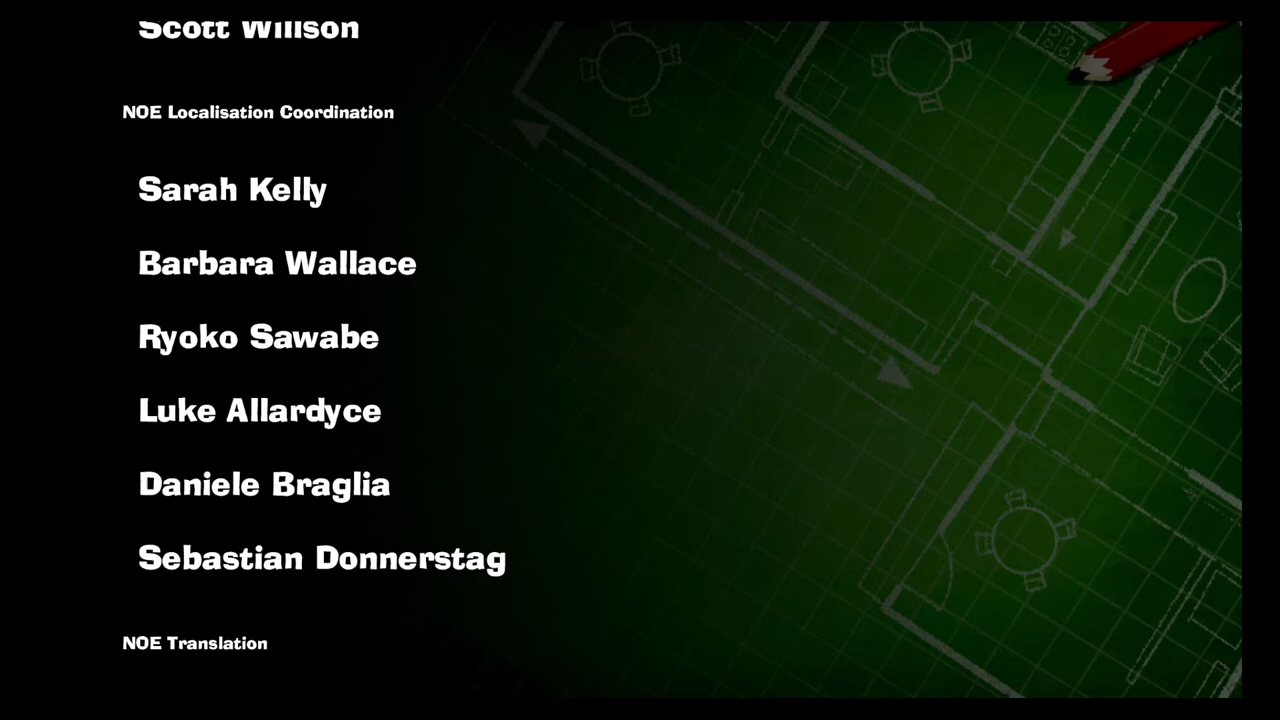 Scott Willson
NOE Localisation Coordination
Sarah Kelly
Barbara Wallace
Ryoko Sawabe
Luke Allardyce
Daniele Braglia
Sebastian Donnerstag
NOE Translation